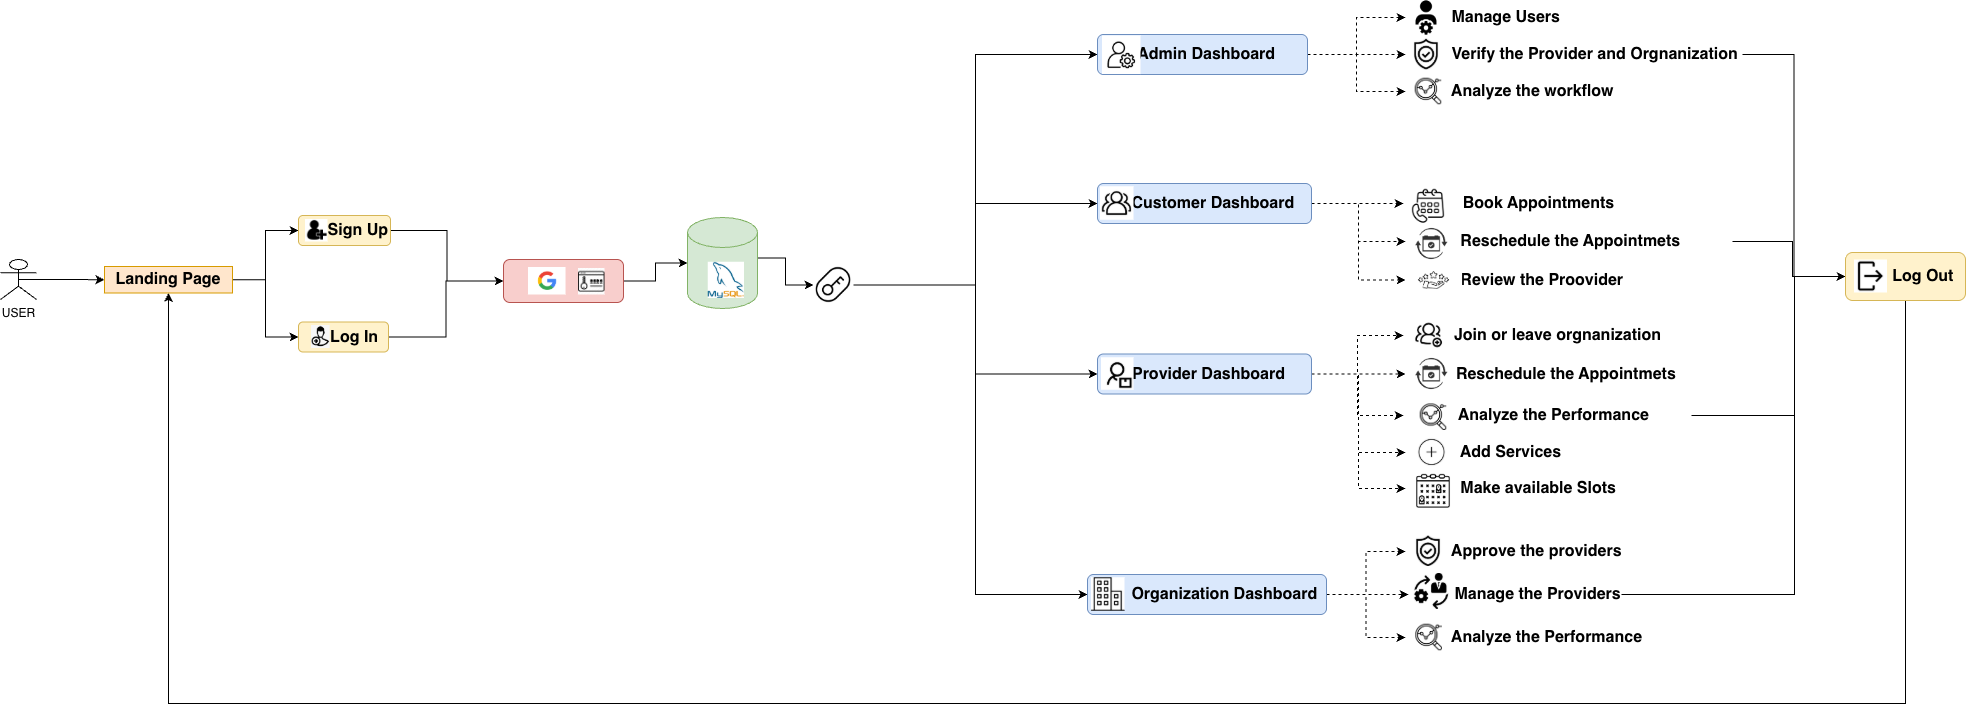 USER
Landing Page
Sign Up
Log In
G
MySQL
Admin Dashboard
Manage Users
Verify the Provider and Orgnanization
Analyze the workflow
Customer Dashboard
Book Appointments
Reschedule the Appointmets
Review the Proovider
Provider Dashboard
Join or leave orgnanization
Reschedule the Appointmets
Analyze the Performance
Add Services
Make available Slots
Organization Dashboard
Approve the providers
Manage the Providers
Analyze the Performance
Log Out